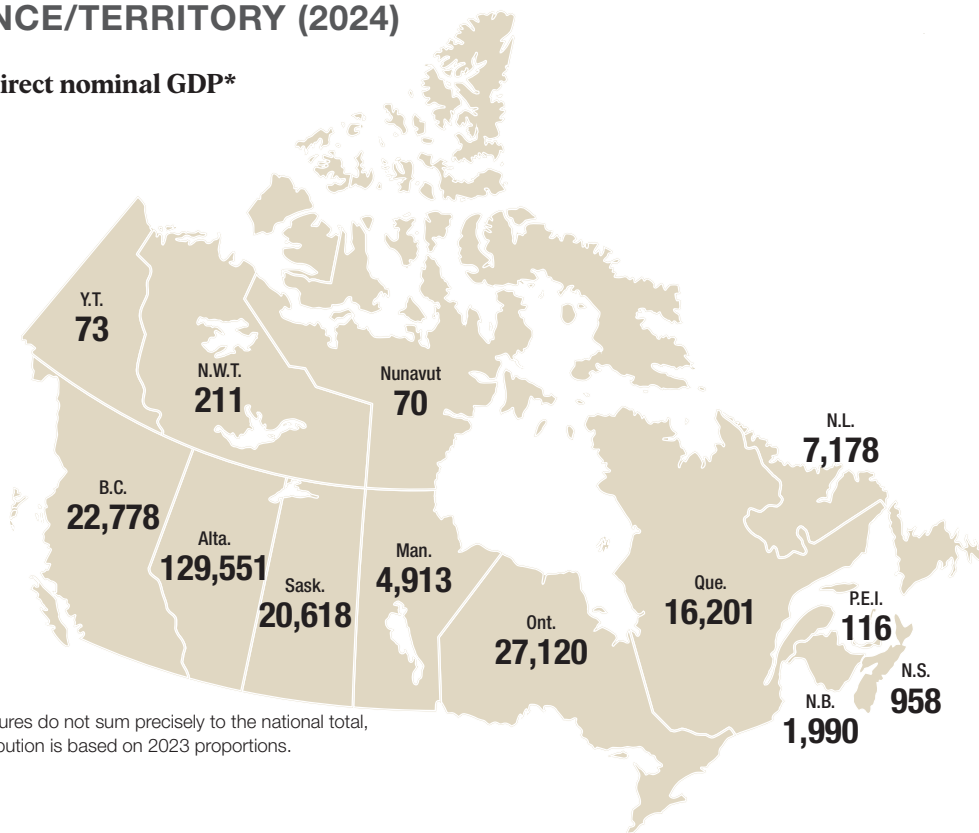 NCE/TERRITORY (2024)
irect nominal GDP*
Y.T.
73
N.W.T.
211
Nunavut
70
N.L.
7,178
B.C.
22,778
Alta.
129,551
Sask.
20,618
Man.
4,913
Ont.
27,120
Que.
16,201
P.E.I.
116
N.S.
958
N.B.
1,990
ures do not sum precisely to the national total,
bution is based on 2023 proportions.